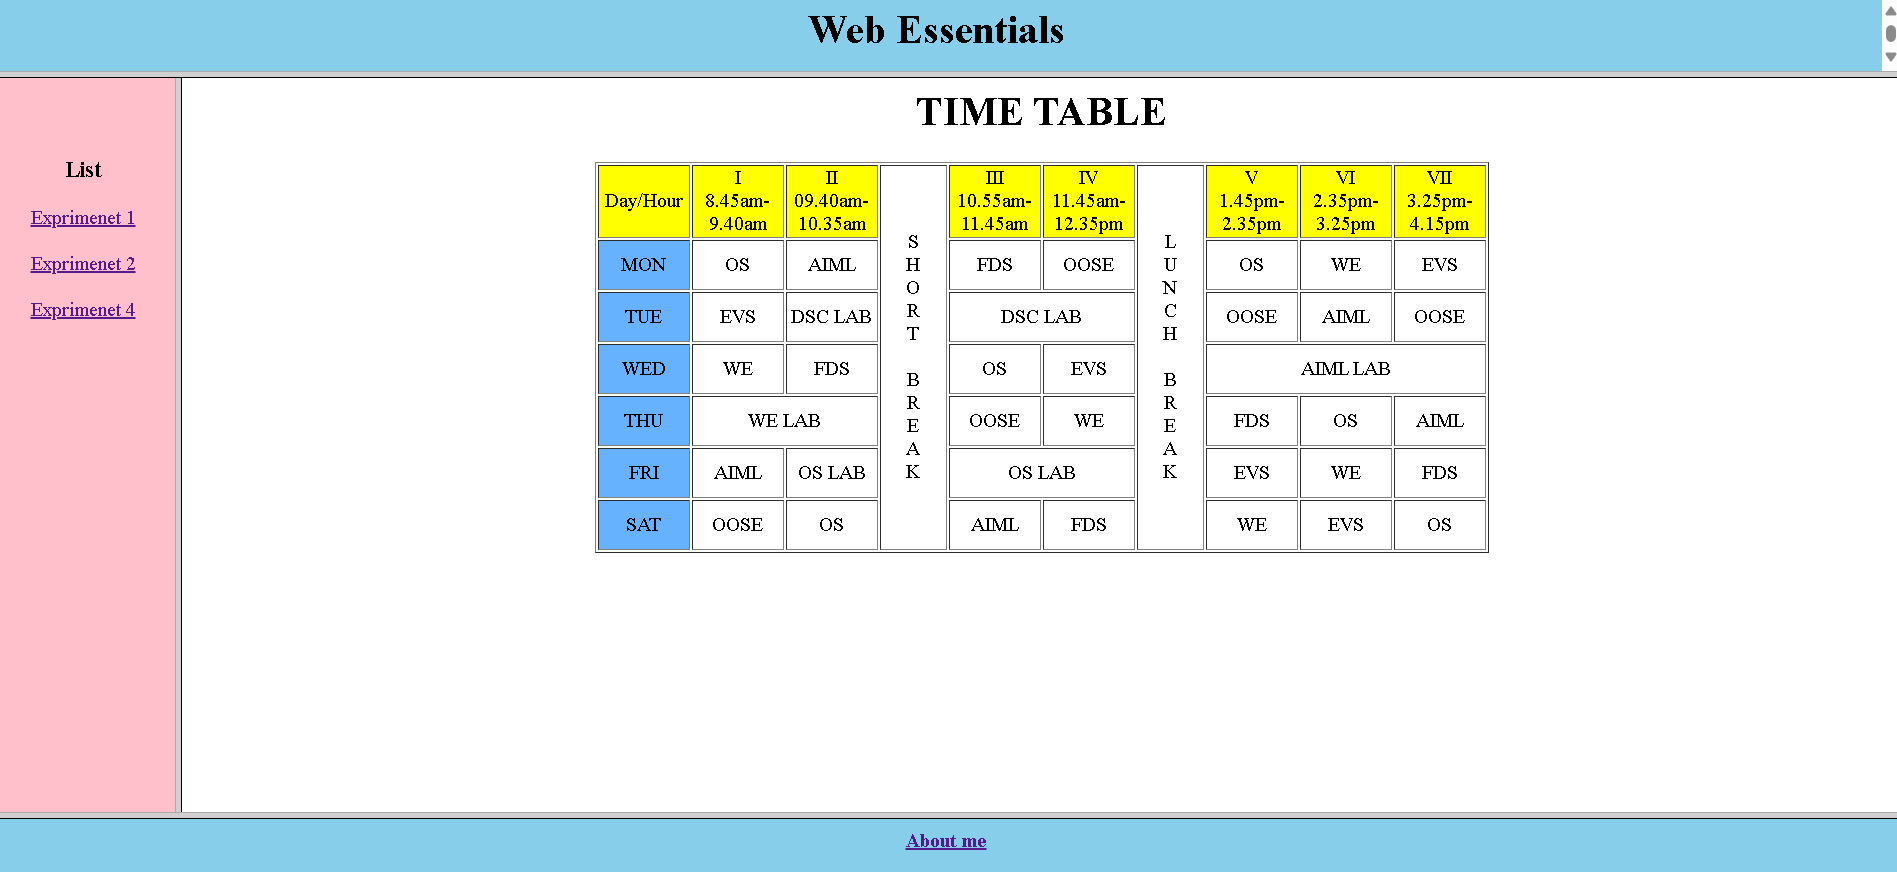 Web Essentials
List
Exprimenet 1
Exprimenet 2
Exprimenet 4
TIME TABLE
Day/Hour I 8.45am-9.40am II 09.40am-10.35am SHORT BREAK III 10.55am-11.45am IV 11.45am-12.35pm LUNCH BREAK V 1.45pm-2.35pm VI 2.35pm-3.25pm VII 3.25pm-4.15pm
MON OS AIML FDS OOSE OS WE EVS
TUE EVS DSC LAB DSC LAB OOSE AIML OOSE
WED WE FDS OS EVS AIML LAB
THU WE LAB OOSE WE FDS OS AIML
FRI AIML OS LAB OS LAB EVS WE FDS
SAT OOSE OS AIML FDS WE EVS OS
About me